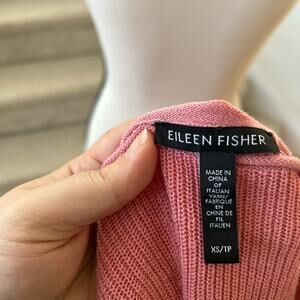 EILEEN FISHER
MADE IN
CHINA
OF
ITALIAN
YARN/
FABRIQUÉ
EN
CHINE DE
FIL
ITALIEN
XS/TP